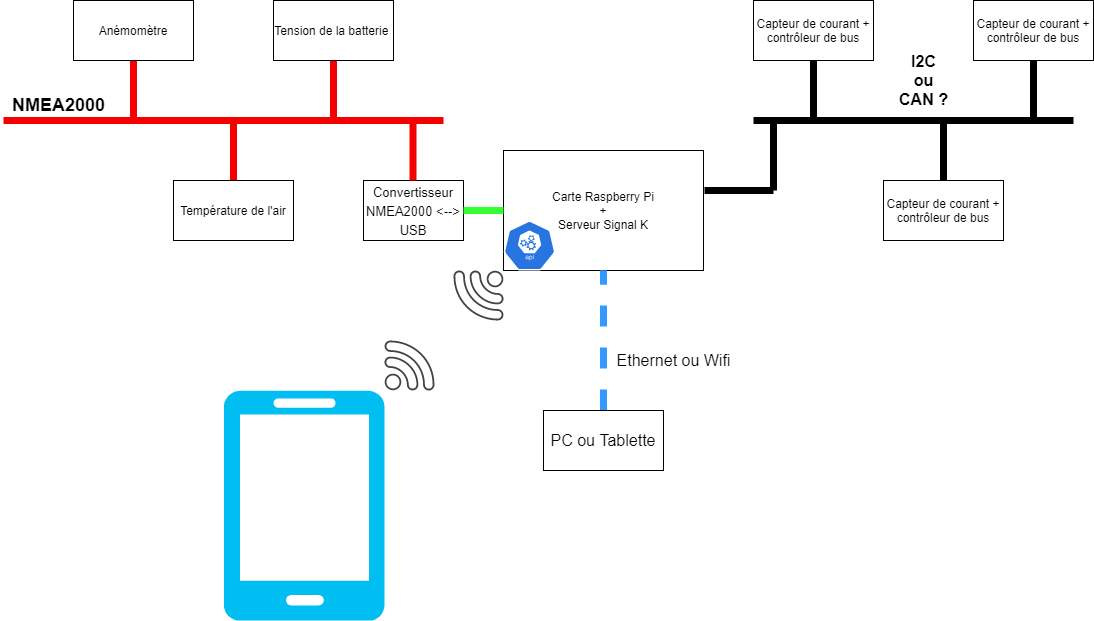 Anémomètre
Tension de la batterie
Capteur de courant +
contrôleur de bus
Capteur de courant +
contrôleur de bus
I2C
ou
CAN ?
NMEA2000
Température de l'air
Convertisseur
NMEA2000 <-->
USB
Carte Raspberry Pi
+
Serveur Signal K
api
Capteur de courant +
contrôleur de bus
Ethernet ou Wifi
PC ou Tablette